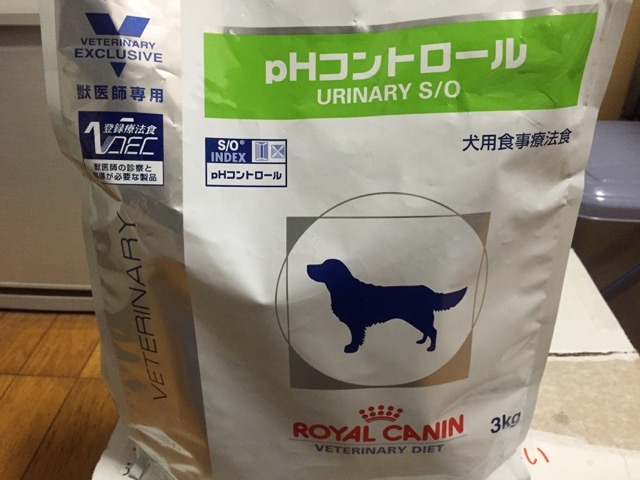 VETERINARY
EXCLUSIVE
獣医師専用
登録療法食
VDEC
獣医師の診察と
指導が必要な製品
pHコントロール
URINARY S/O
S/O®
INDEX
pHコントロール
犬用食事療法食
VETERINARY
ROYAL CANIN
VETERINARY DIET
3kg
い